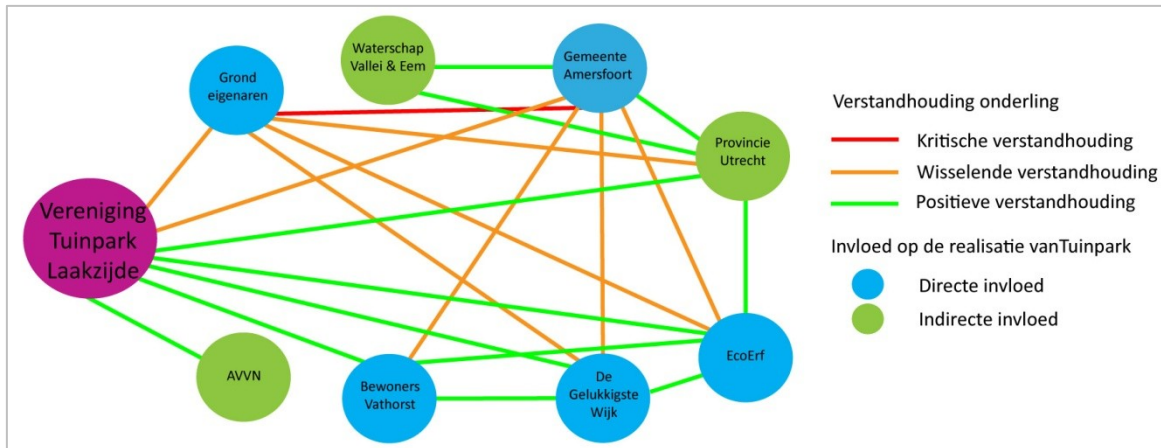 Waterschap
Vallei & Eem
Gemeente
Amersfoort
Grond
eigenaren
Provincie
Utrecht
Vereniging
Tuinpark
Laakzijde
AVVN
Bewoners
Vathorst
De
Gelukkigste
Wijk
EcoErf
Verstandhouding onderling
Kritische verstandhouding
Wisselende verstandhouding
Positieve verstandhouding
Invloed op de realisatie vanTuinpark
Directe invloed
Indirecte invloed